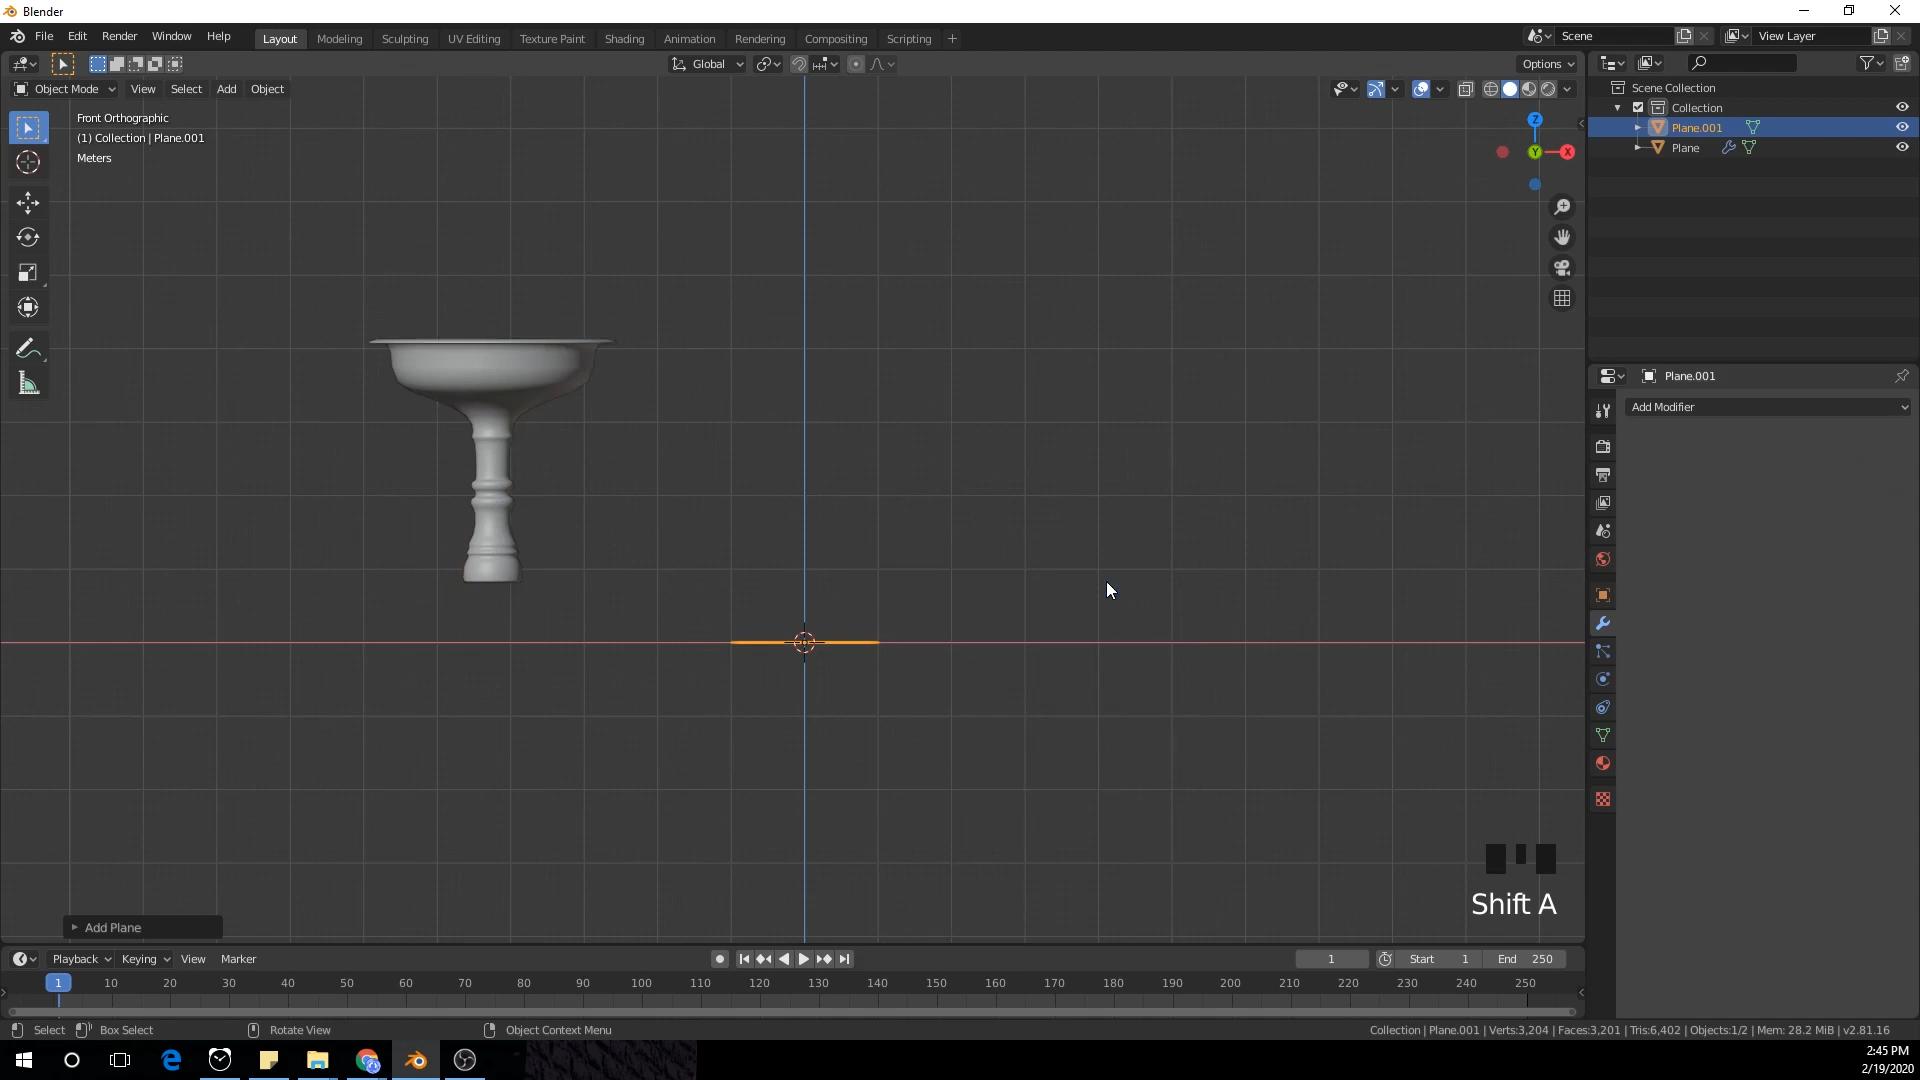 Blender
File Edit Render Window Help Layout Modeling Sculpting UV Editing Texture Paint Shading Animation Rendering Compositing Scripting + Scene View Layer
Global Options
Object Mode View Select Add Object
Scene Collection
Collection
Plane.001
Plane
Front Orthographic
(1) Collection | Plane.001
Meters
Z
Y
X
Plane.001
Add Modifier
Shift A
Add Plane
Playback Keying View Marker 1 Start 1 End 250
1 10 20 30 40 50 60 70 80 90 100 110 120 130 140 150 160 170 180 190 200 210 220 230 240 250
Select Box Select Rotate View Object Context Menu Collection | Plane.001 | Verts:3,204 | Faces:3,201 | Tris:6,402 | Objects:1/2 | Mem: 28.2 MiB | v2.81.16
2:45 PM
2/19/2020